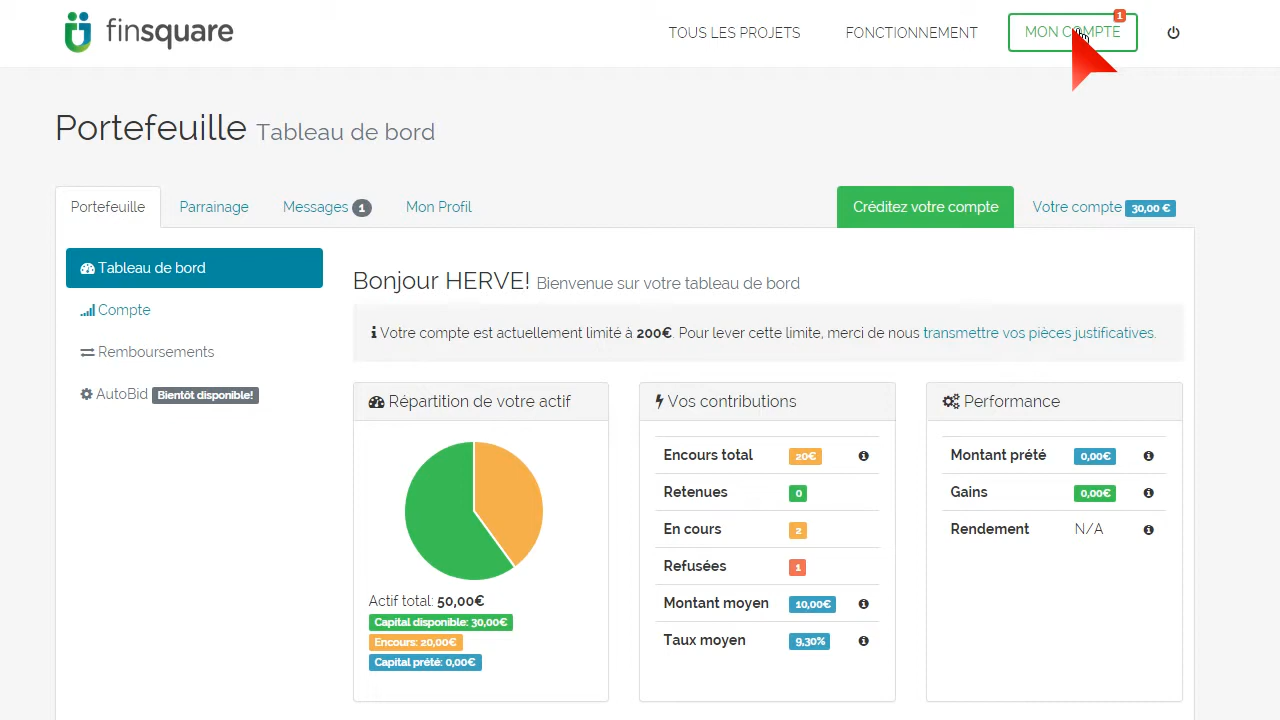 finsquare
TOUS LES PROJETS
FONCTIONNEMENT
MON COMPTE
1
Portefeuille Tableau de bord
Portefeuille
Parrainage
Messages 1
Mon Profil
Créditez votre compte
Votre compte 30,00 €
Tableau de bord
Compte
Remboursements
AutoBid Bientôt disponible!
Bonjour HERVE! Bienvenue sur votre tableau de bord
Votre compte est actuellement limité à 200€. Pour lever cette limite, merci de nous transmettre vos pièces justificatives.
Répartition de votre actif
Actif total: 50,00€
Capital disponible: 30,00€
Encours: 20,00€
Capital prêté: 0,00€
Vos contributions
Encours total 20€
Retenues 0
En cours 2
Refusées 1
Montant moyen 10,00€
Taux moyen 9,30%
Performance
Montant prêté 0,00€
Gains 0,00€
Rendement N/A